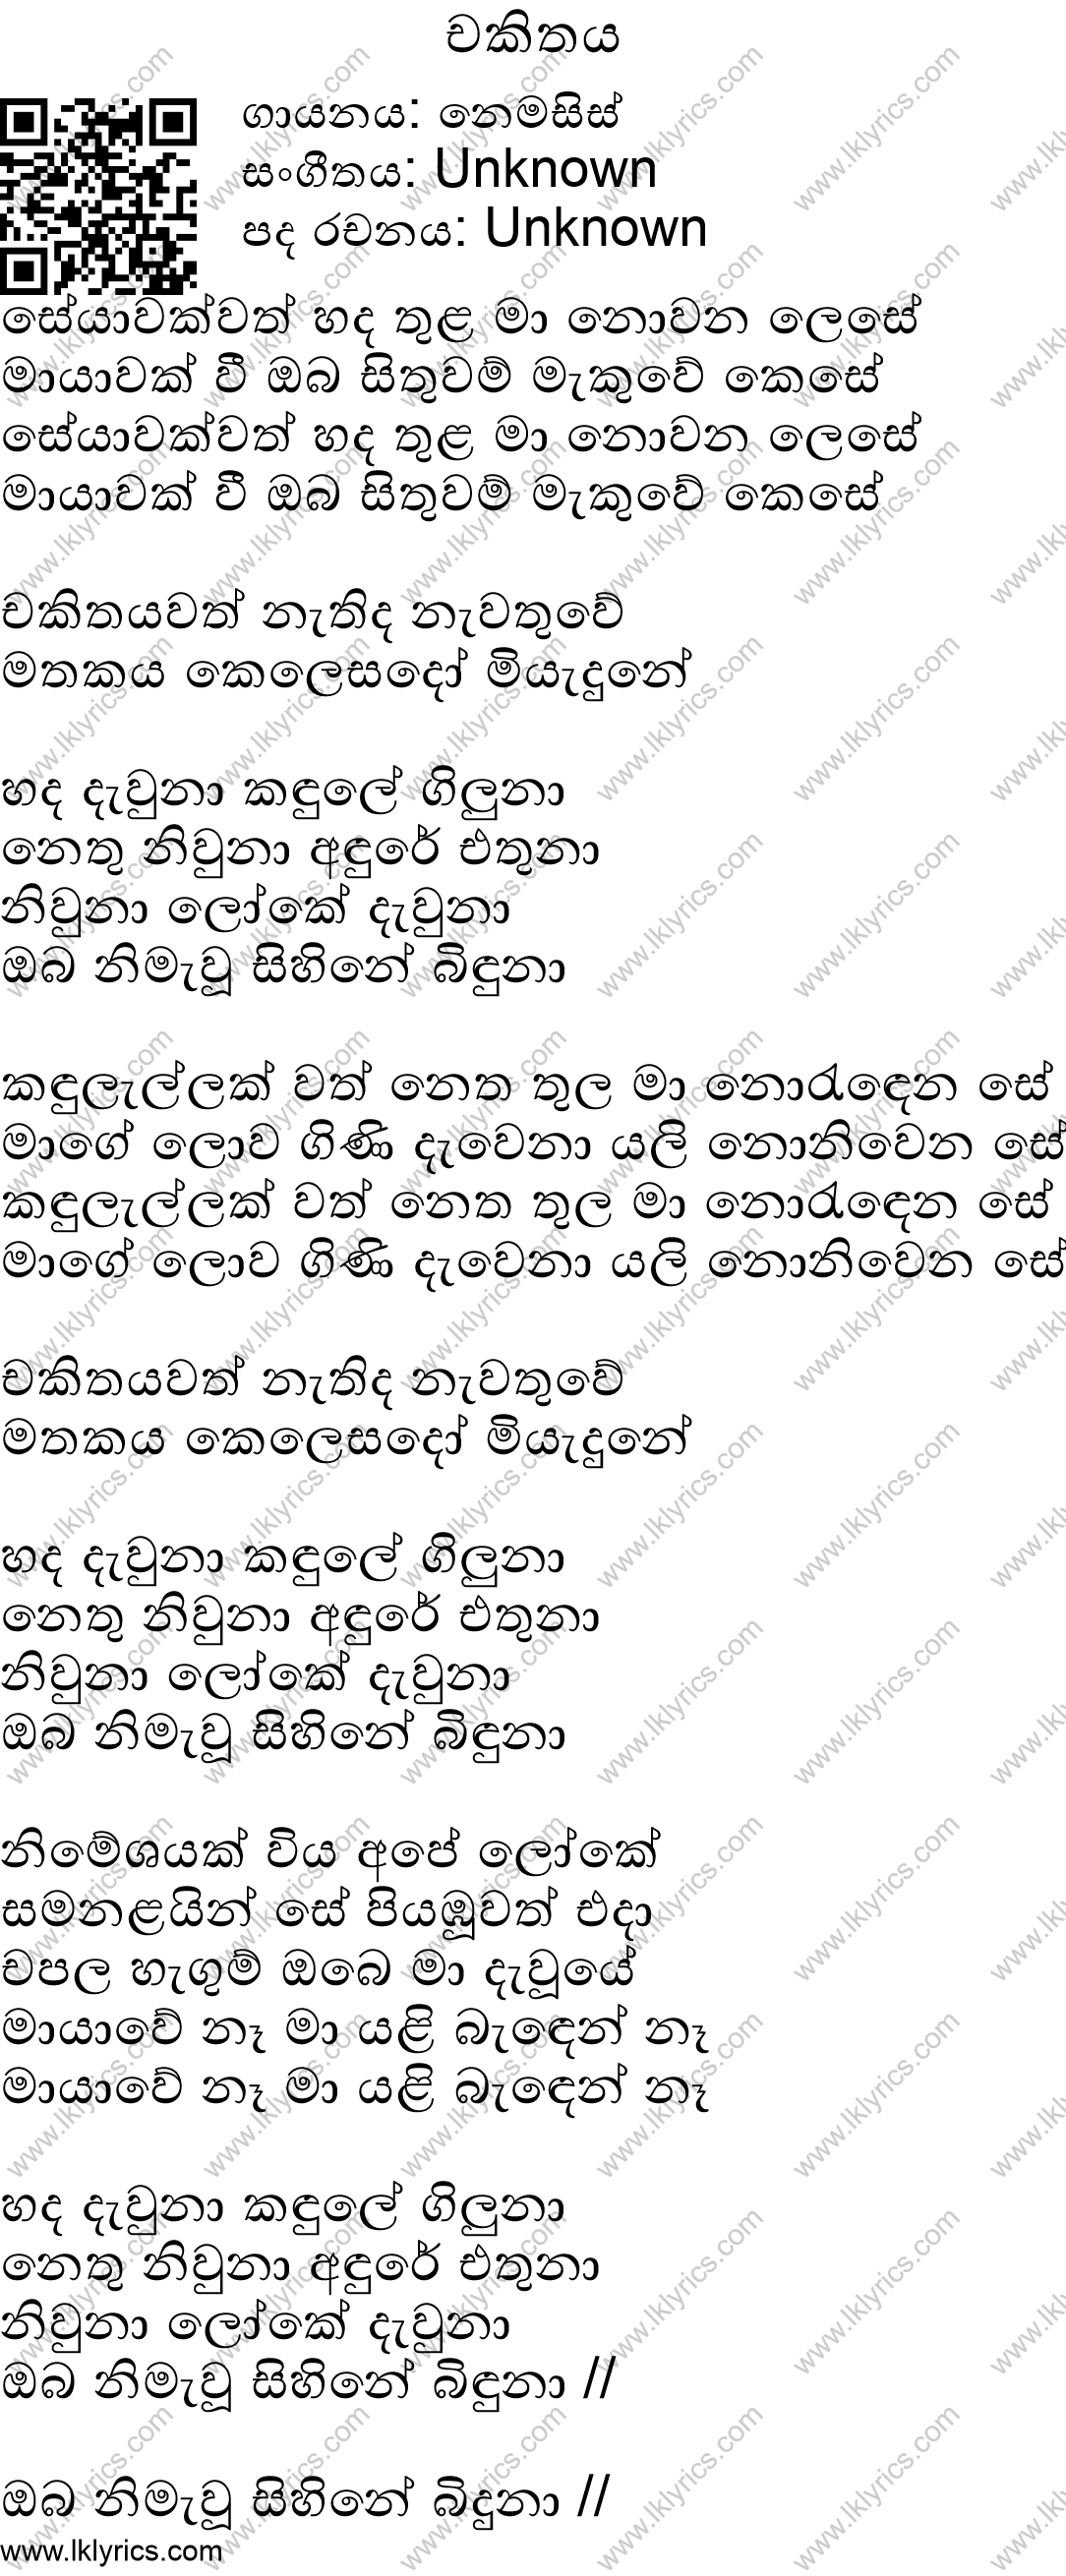 චකිතය
ගායනය: නෙමසිස්
සංගීතය: Unknown
පද රචනය: Unknown
සේයාවක්වත් හද තුළ මා නොවන ලෙසේ
මායාවක් වී ඔබ සිතුවම් මැකුවේ කෙසේ
සේයාවක්වත් හද තුළ මා නොවන ලෙසේ
මායාවක් වී ඔබ සිතුවම් මැකුවේ කෙසේ
චකිතයවත් නැතිද නැවතුවේ
මතකය කෙලෙසදෝ මියැදුනේ
හද දැවුනා කඳුලේ ගිලුනා
නෙතු නිවුනා අඳුරේ එතුනා
නිවුනා ලෝකේ දැවුනා
ඔබ නිමැවූ සිහිනේ බිඳුනා
කඳුලැල්ලක් වත් නෙත තුල මා නොරැඳෙන සේ
මාගේ ලොව ගිණි දැවෙනා යලි නොනිවෙන සේ
කඳුලැල්ලක් වත් නෙත තුල මා නොරැඳෙන සේ
මාගේ ලොව ගිණි දැවෙනා යලි නොනිවෙන සේ
චකිතයවත් නැතිද නැවතුවේ
මතකය කෙලෙසදෝ මියැදුනේ
හද දැවුනා කඳුලේ ගිලුනා
නෙතු නිවුනා අඳුරේ එතුනා
නිවුනා ලෝකේ දැවුනා
ඔබ නිමැවූ සිහිනේ බිඳුනා
නිමේශයක් විය අපේ ලෝකේ
සමනළයින් සේ පියඹූවත් එදා
චපල හැගුම් ඔබෙ මා දැවූයේ
මායාවේ නෑ මා යළි බැඳෙන් නෑ
මායාවේ නෑ මා යළි බැඳෙන් නෑ
හද දැවුනා කඳුලේ ගිලුනා
නෙතු නිවුනා අඳුරේ එතුනා
නිවුනා ලෝකේ දැවුනා
ඔබ නිමැවූ සිහිනේ බිඳුනා //
ඔබ නිමැවූ සිහිනේ බිදුනා //
www.lklyrics.com